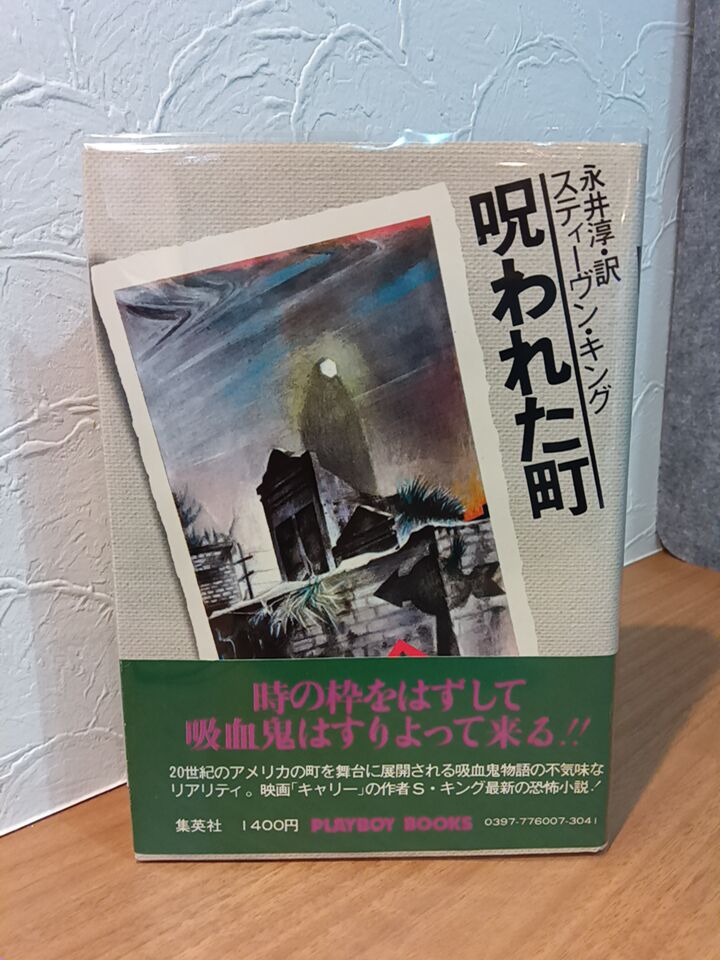 永井淳・訳
スティーヴン・キング
呪われた町
時の枠をはずして
吸血鬼はすりよって来る!!
20世紀のアメリカの町を舞台に展開される吸血鬼物語の不気味な
リアリティ。映画「キャリー」の作者S・キング最新の恐怖小説!
集英社 1400円 PLAYBOY BOOKS 0397-776007-3041